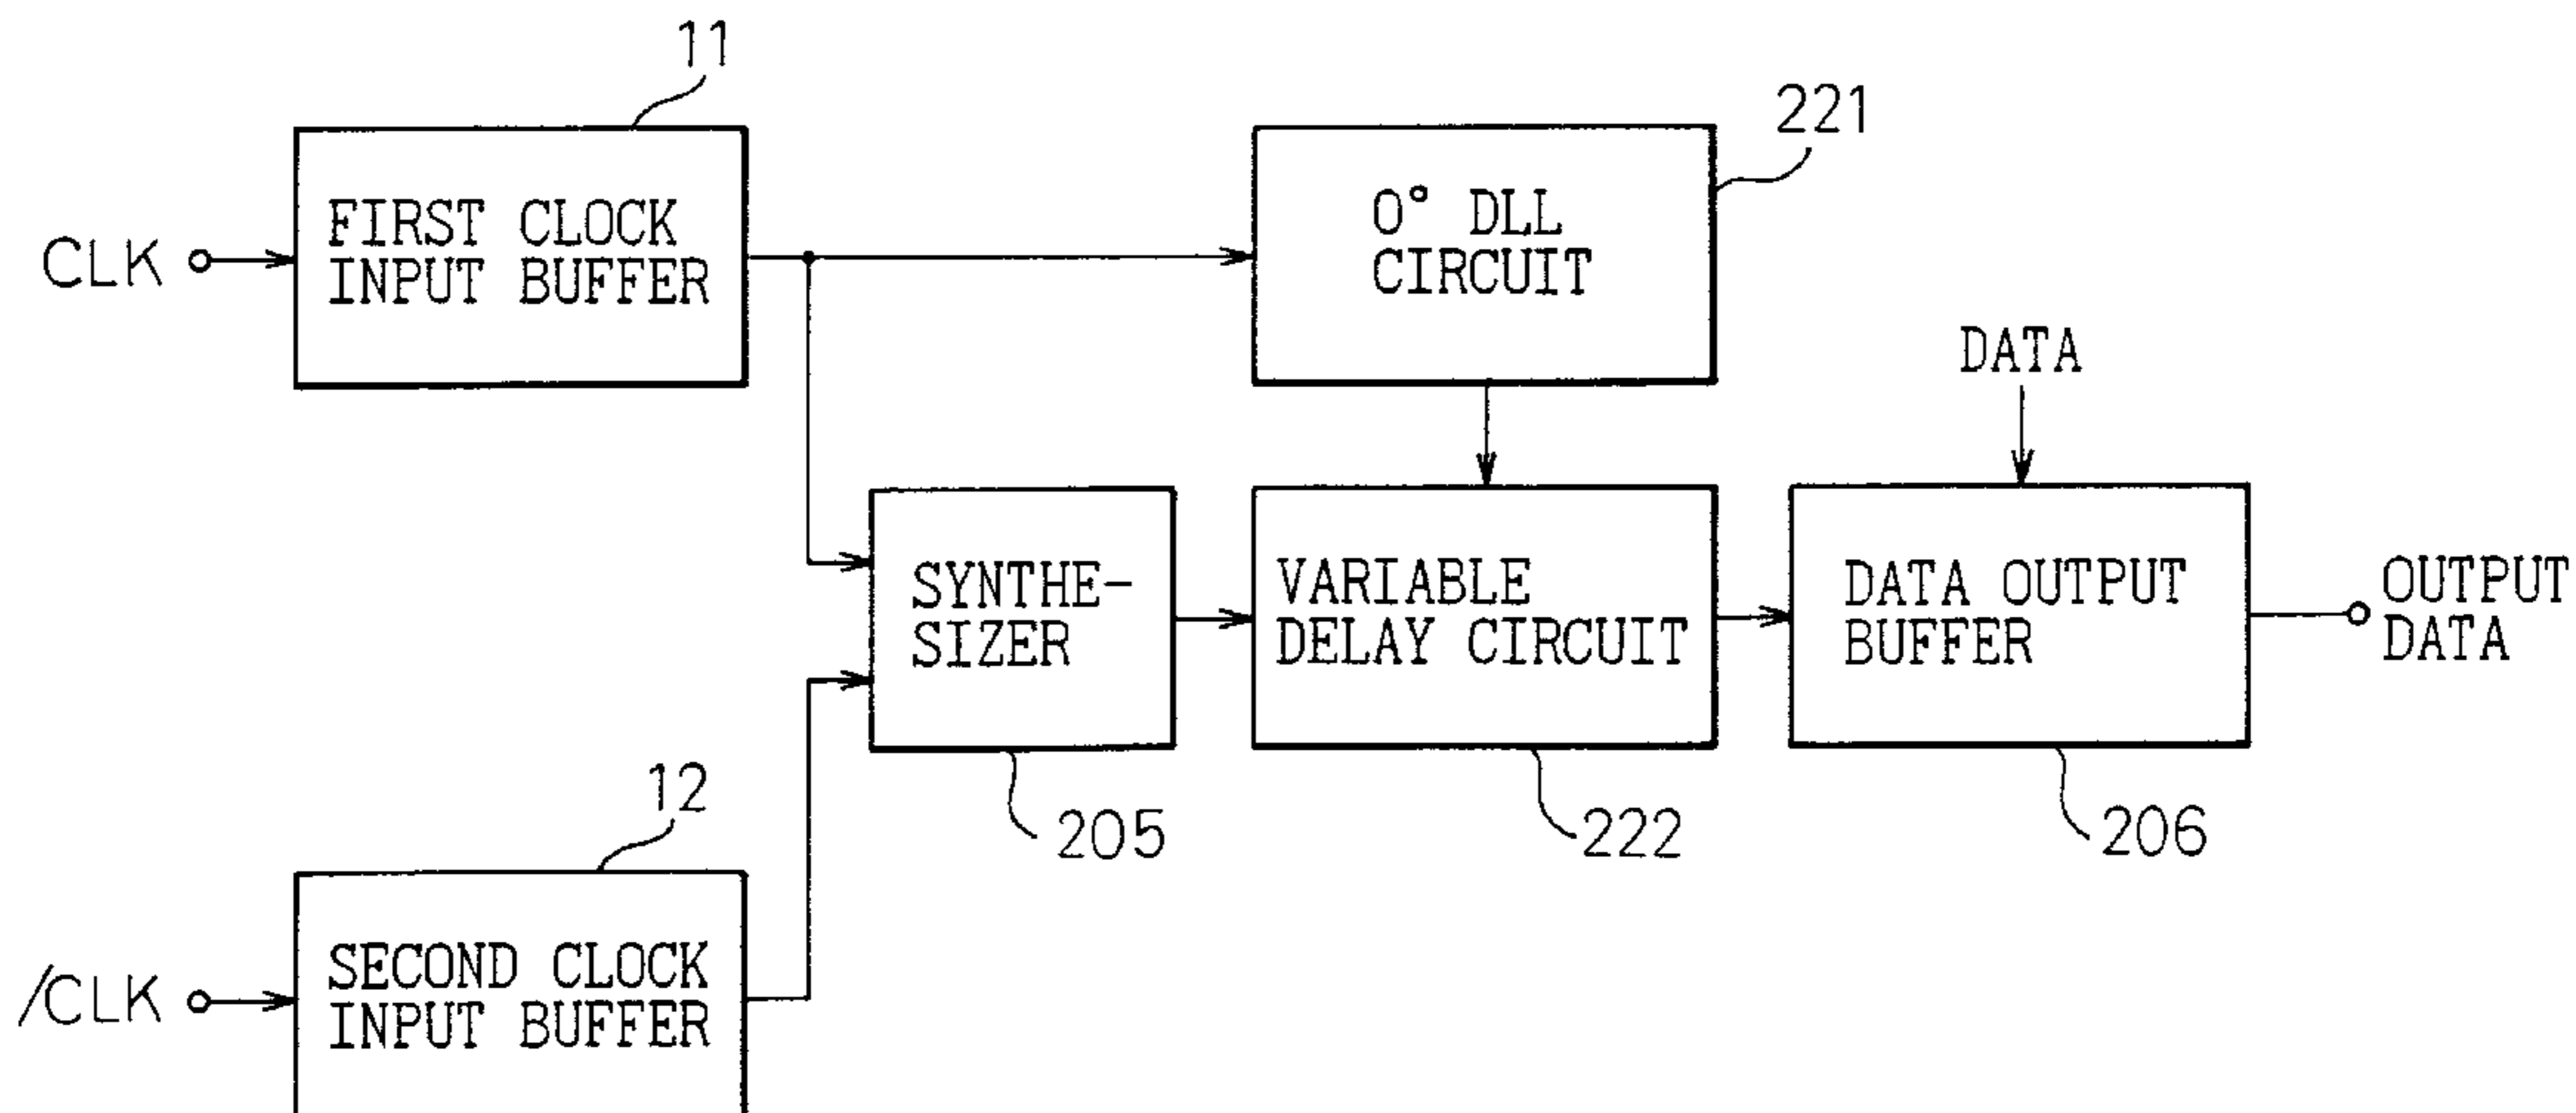 11
FIRST CLOCK
INPUT BUFFER
CLK
0° DLL
CIRCUIT
221
DATA
SYNTHE-
SIZER
205
VARIABLE
DELAY CIRCUIT
222
DATA OUTPUT
BUFFER
206
OUTPUT
DATA
12
SECOND CLOCK
INPUT BUFFER
/CLK